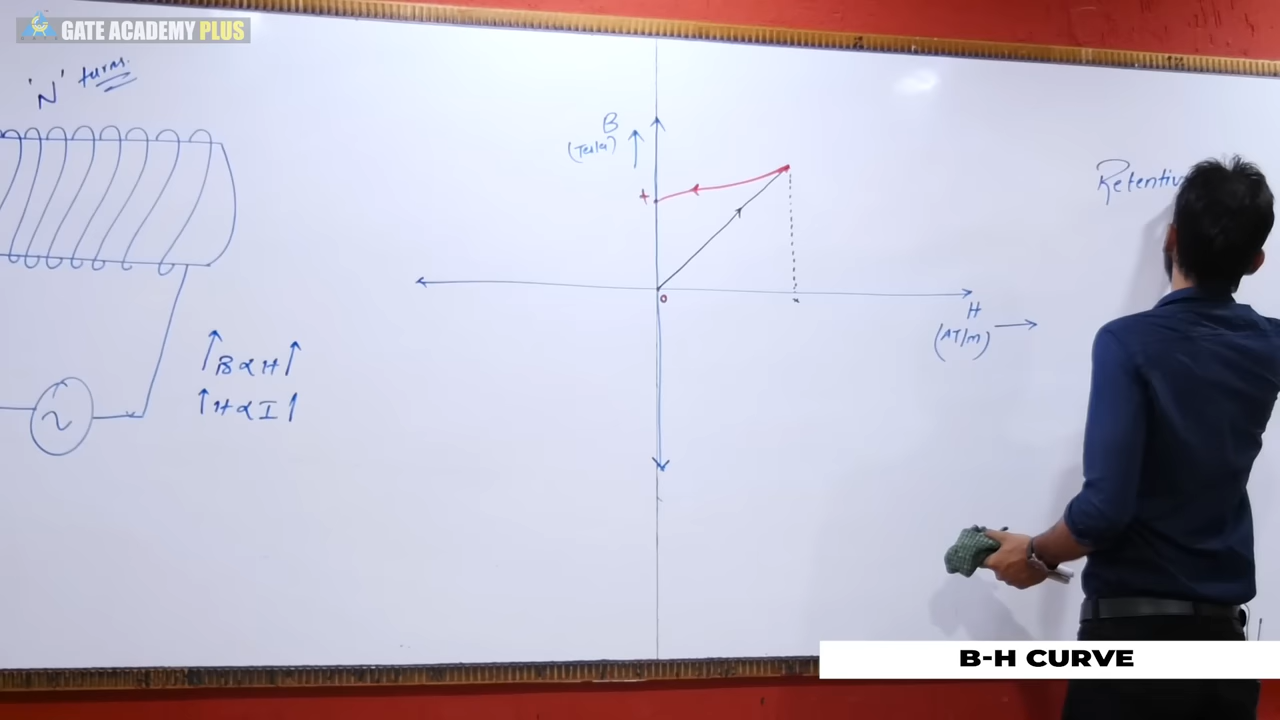 GATE ACADEMY PLUS
'N' turns.
B
(Tesla)
Retentiv
+
O
x
H
(AT/m)
↑B∝H↑
↑H∝I↑
~
B-H CURVE